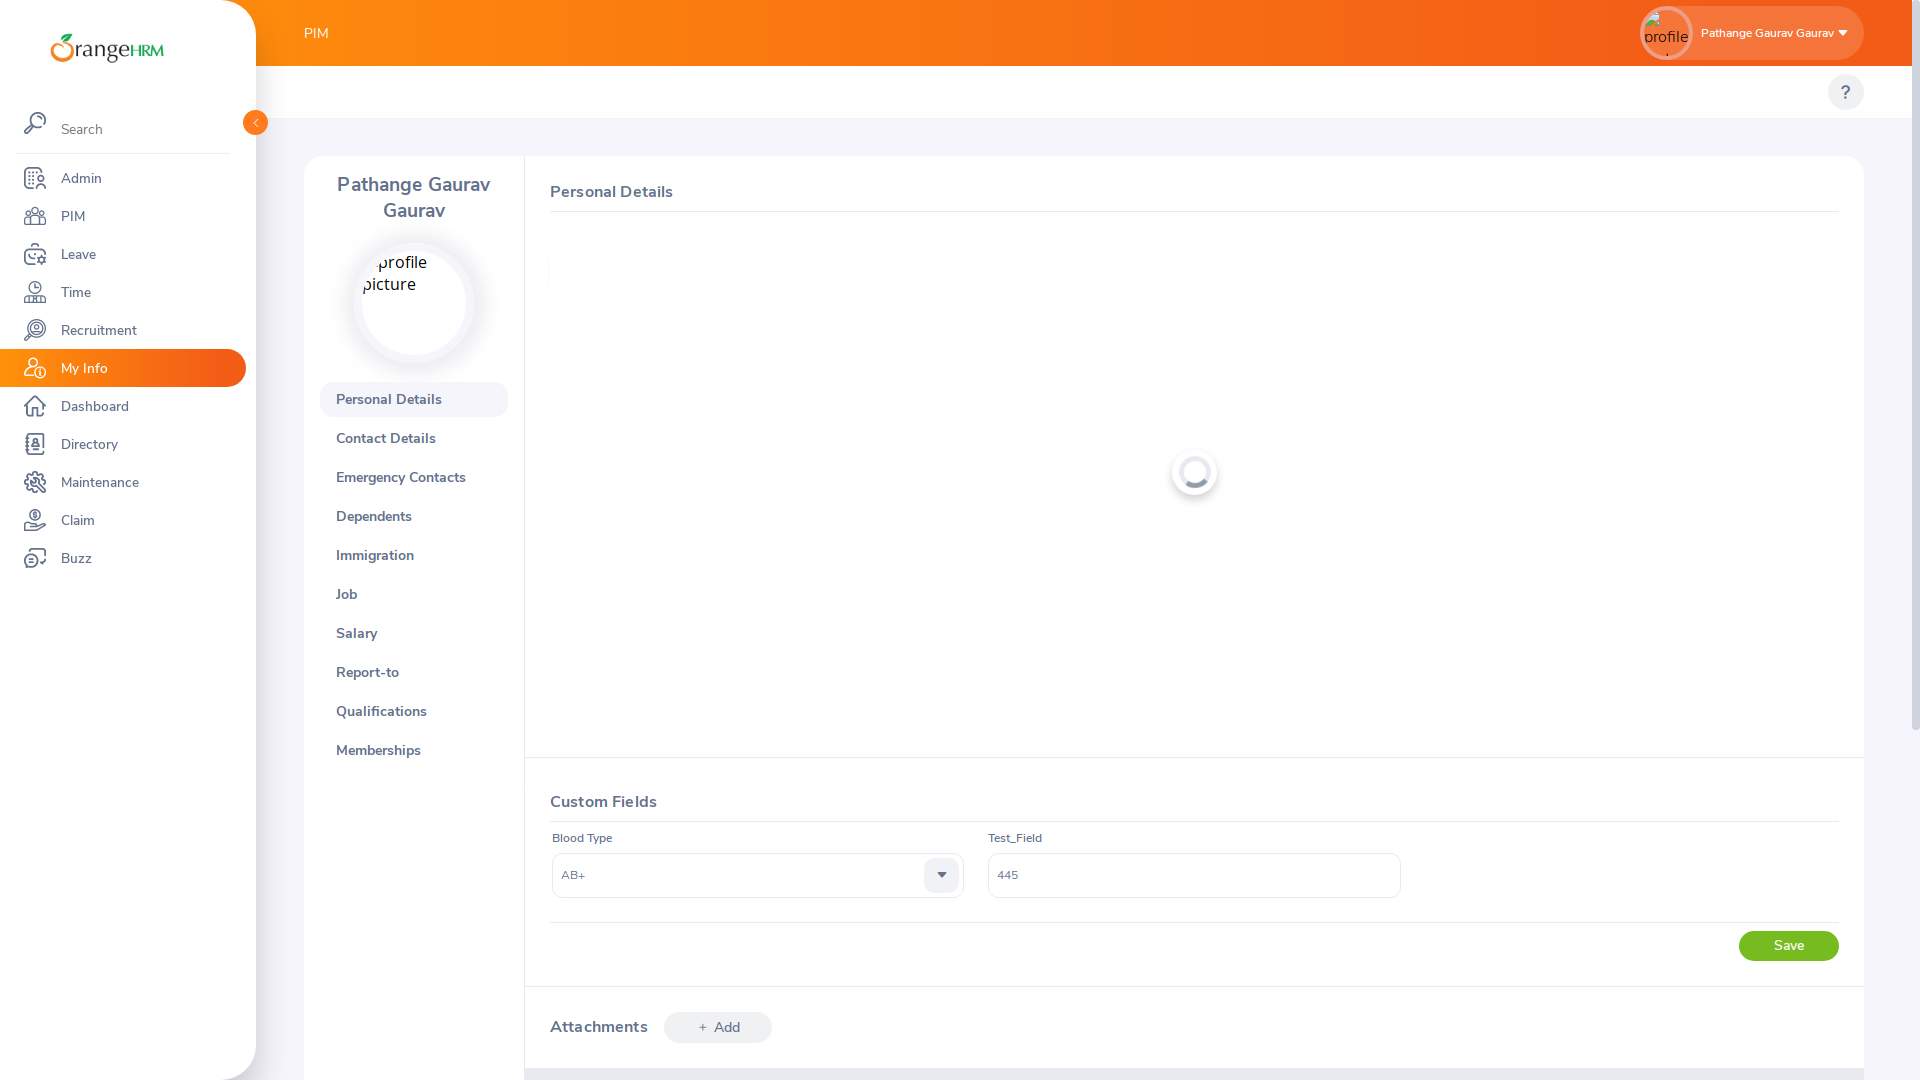 OrangeHRM
Search
Admin
PIM
Leave
Time
Recruitment
My Info
Dashboard
Directory
Maintenance
Claim
Buzz
PIM
profile
Pathange Gaurav Gaurav
?
Pathange Gaurav
Gaurav
profile
picture
Personal Details
Contact Details
Emergency Contacts
Dependents
Immigration
Job
Salary
Report-to
Qualifications
Memberships
Personal Details
Custom Fields
Blood Type
Test_Field
AB+
445
Save
Attachments
+ Add